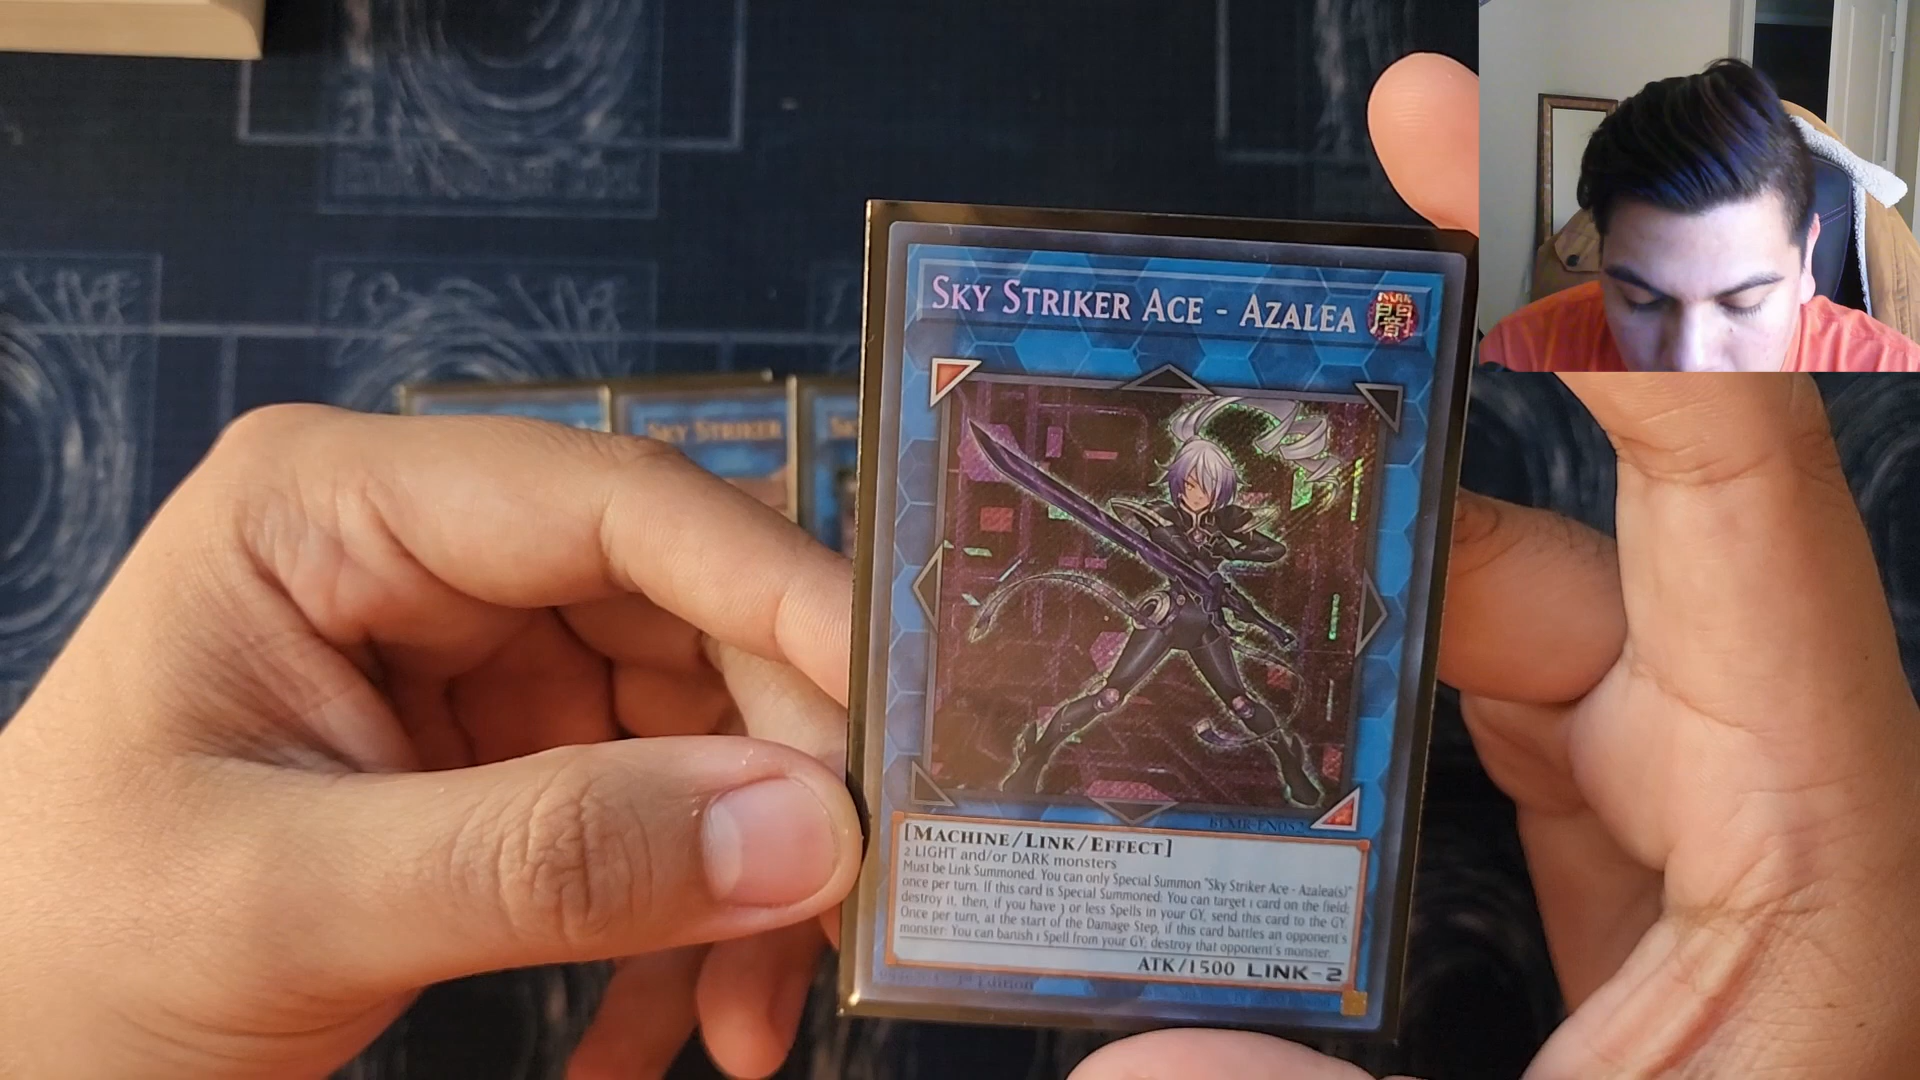 SKY STRIKER
SKY STRIKER ACE - AZALEA
DARK
闇
BLMR-EN052
[MACHINE/LINK/EFFECT]
2 LIGHT and/or DARK monsters
Must be Link Summoned. You can only Special Summon "Sky Striker Ace - Azalea(s)"
once per turn. If this card is Special Summoned: You can target 1 card on the field;
destroy it, then, if you have 3 or less Spells in your GY, send this card to the GY.
Once per turn, at the start of the Damage Step, if this card battles an opponent's
monster: You can banish 1 Spell from your GY; destroy that opponent's monster.
ATK/1500 LINK-2
1st Edition